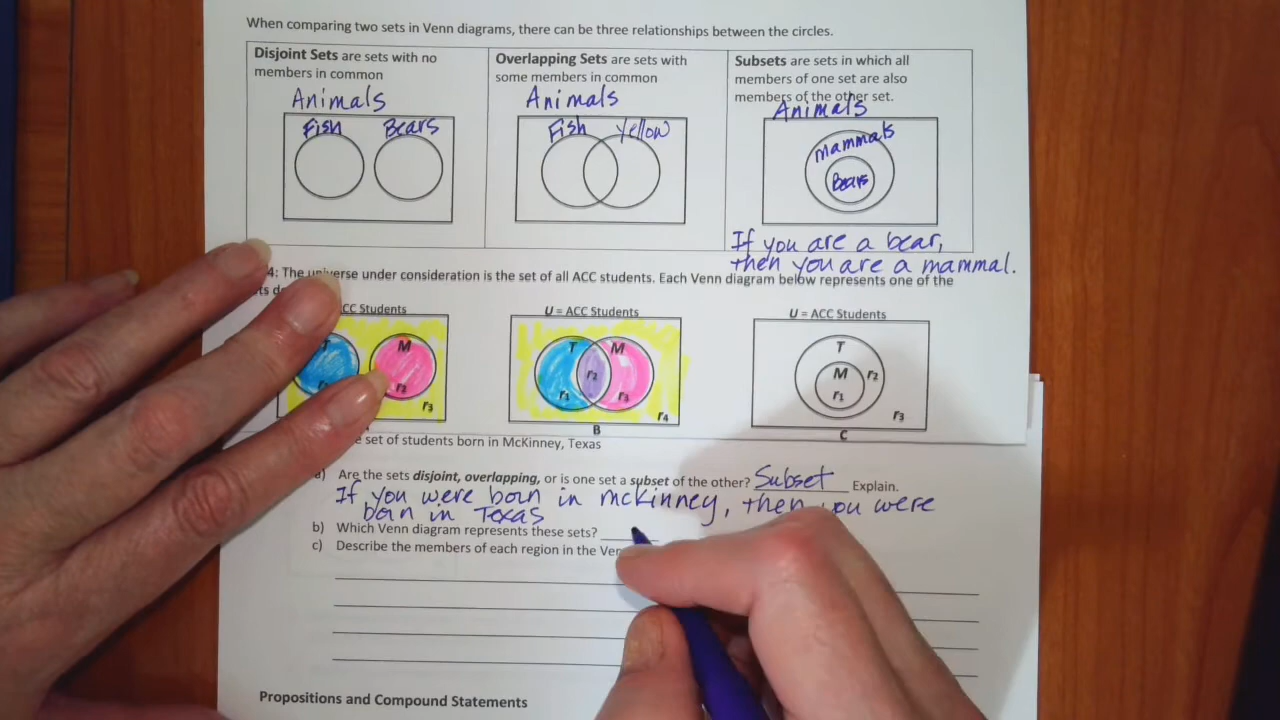 When comparing two sets in Venn diagrams, there can be three relationships between the circles.
Disjoint Sets are sets with no
members in common
Animals
Fish Bears
Overlapping Sets are sets with
some members in common
Animals
Fish Yellow
Subsets are sets in which all
members of one set are also
members of the other set.
Animals
Mammals
Bears
If you are a bear,
then you are a mammal.
4: The universe under consideration is the set of all ACC students. Each Venn diagram below represents one of the
CC Students
T M
r2
r3
U = ACC Students
T M
r2
r1 r3
r4
B
U = ACC Students
T
M r2
r1
r3
C
set of students born in McKinney, Texas
a) Are the sets disjoint, overlapping, or is one set a subset of the other? Subset Explain.
If you were born in mckinney, then you were
born in Texas
b) Which Venn diagram represents these sets?
c) Describe the members of each region in the
Propositions and Compound Statements